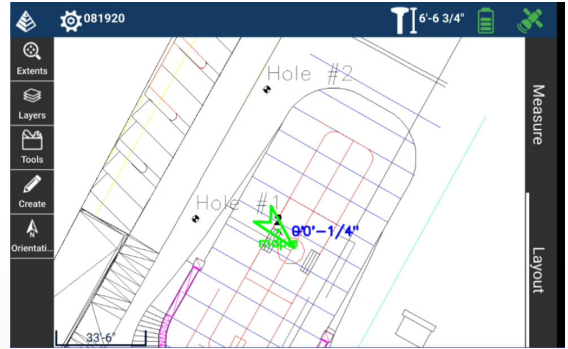 081920
6'-6 3/4"
Extents
Layers
Tools
Create
Orientati...
Hole #2
Hole #1
0'-1/4"
33'-6"
Measure
Layout